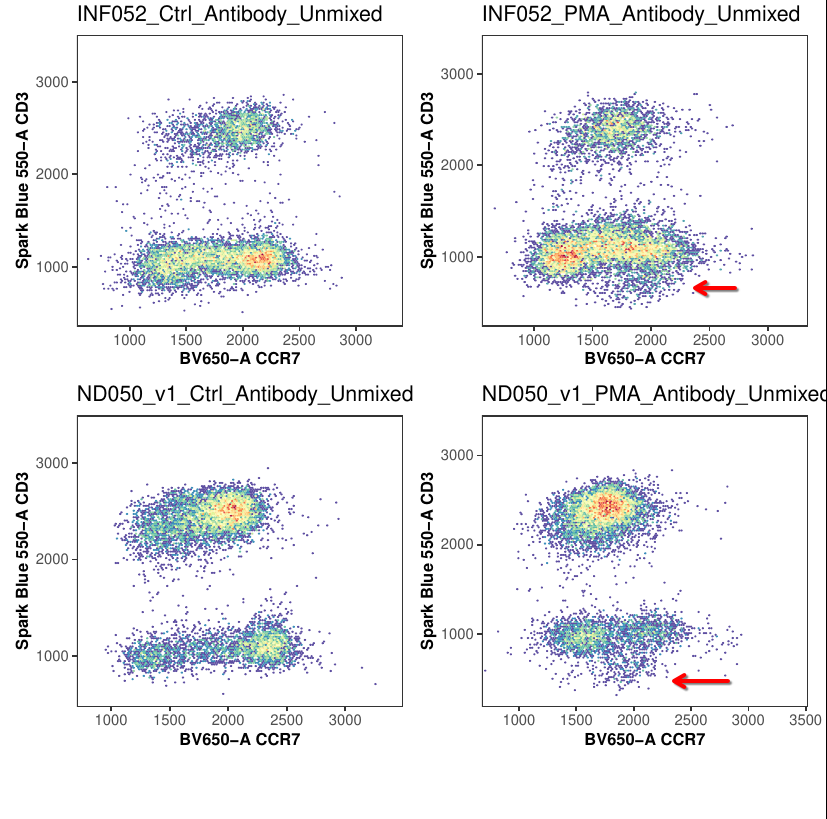 INF052_Ctrl_Antibody_Unmixed
INF052_PMA_Antibody_Unmixed
Spark Blue 550−A CD3
3000
2000
1000
1000 1500 2000 2500 3000
BV650−A CCR7
Spark Blue 550−A CD3
3000
2000
1000
1000 1500 2000 2500 3000
BV650−A CCR7
ND050_v1_Ctrl_Antibody_Unmixed
ND050_v1_PMA_Antibody_Unmixed
Spark Blue 550−A CD3
3000
2000
1000
1000 1500 2000 2500 3000
BV650−A CCR7
Spark Blue 550−A CD3
3000
2000
1000
1000 1500 2000 2500 3000 3500
BV650−A CCR7